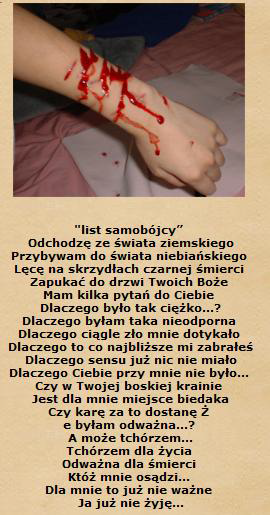 "list samobójcy”
Odchodzę ze świata ziemskiego
Przybywam do świata niebiańskiego
Lęcę na skrzydłach czarnej śmierci
Zapukać do drzwi Twoich Boże
Mam kilka pytań do Ciebie
Dlaczego było tak ciężko...?
Dlaczego byłam taka nieodporna
Dlaczego ciągle zło mnie dotykało
Dlaczego to co najbliższe mi zabrałeś
Dlaczego sensu już nic nie miało
Dlaczego Ciebie przy mnie nie było...
Czy w Twojej boskiej krainie
Jest dla mnie miejsce biedaka
Czy karę za to dostanę Ż
e byłam odważna...?
A może tchórzem...
Tchórzem dla życia
Odważna dla śmierci
Któż mnie osądzi...
Dla mnie to już nie ważne
Ja już nie żyję...